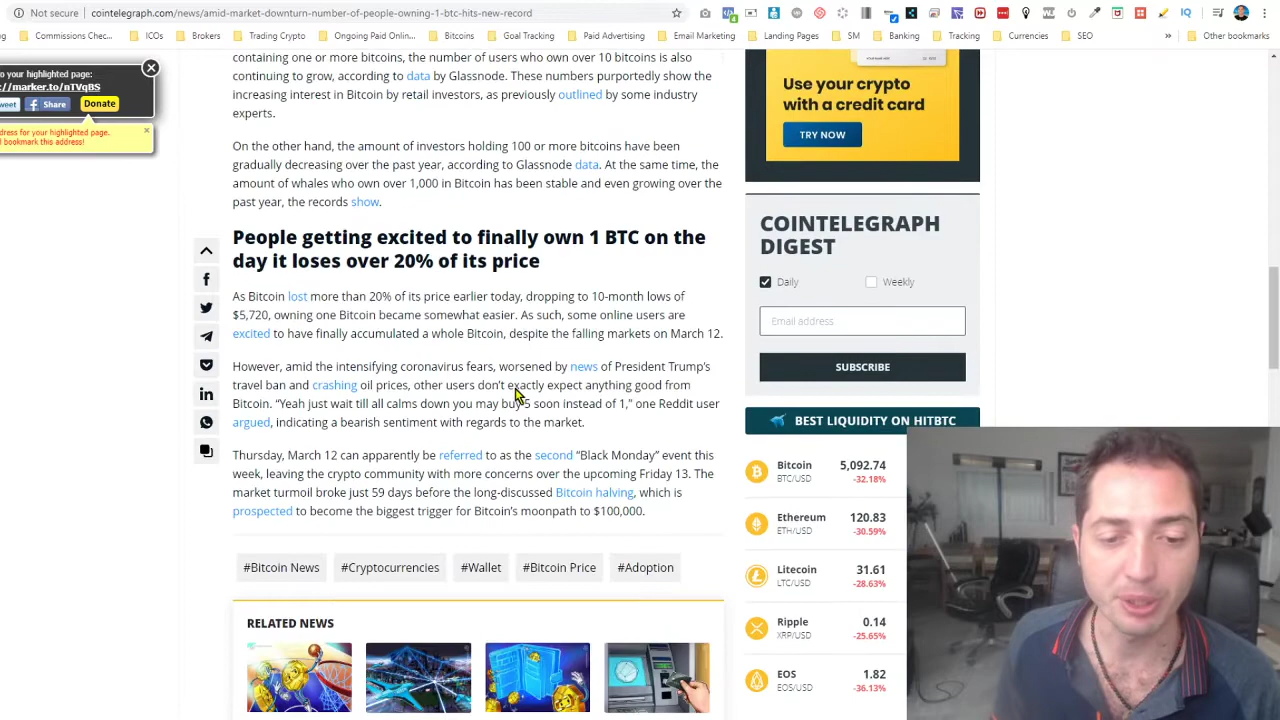 Not secure
cointelegraph.com/news/amid-market-downturn-number-of-people-owning-1-btc-hits-new-record
Commissions Chec...
ICOs
Brokers
Trading Crypto
Ongoing Paid Onlin...
Bitcoins
Goal Tracking
Paid Advertising
Email Marketing
Landing Pages
SM
Banking
Tracking
Currencies
SEO
»
Other bookmarks
o your highlighted page:
://marker.to/nTVqBS
weet
Share
Donate
dress for your highlighted page.
l bookmark this address!
containing one or more bitcoins, the number of users who own over 10 bitcoins is also
continuing to grow, according to data by Glassnode. These numbers purportedly show the
increasing interest in Bitcoin by retail investors, as previously outlined by some industry
experts.
On the other hand, the amount of investors holding 100 or more bitcoins have been
gradually decreasing over the past year, according to Glassnode data. At the same time, the
amount of whales who own over 1,000 in Bitcoin has been stable and even growing over the
past year, the records show.
People getting excited to finally own 1 BTC on the
day it loses over 20% of its price
As Bitcoin lost more than 20% of its price earlier today, dropping to 10-month lows of
$5,720, owning one Bitcoin became somewhat easier. As such, some online users are
excited to have finally accumulated a whole Bitcoin, despite the falling markets on March 12.
However, amid the intensifying coronavirus fears, worsened by news of President Trump's
travel ban and crashing oil prices, other users don't exactly expect anything good from
Bitcoin. "Yeah just wait till all calms down you may buy 5 soon instead of 1," one Reddit user
argued, indicating a bearish sentiment with regards to the market.
Thursday, March 12 can apparently be referred to as the second "Black Monday" event this
week, leaving the crypto community with more concerns over the upcoming Friday 13. The
market turmoil broke just 59 days before the long-discussed Bitcoin halving, which is
prospected to become the biggest trigger for Bitcoin's moonpath to $100,000.
#Bitcoin News
#Cryptocurrencies
#Wallet
#Bitcoin Price
#Adoption
RELATED NEWS
Use your crypto
with a credit card
TRY NOW
COINTELEGRAPH
DIGEST
Daily
Weekly
Email address
SUBSCRIBE
BEST LIQUIDITY ON HITBTC
Bitcoin 5,092.74
BTC/USD -32.18%
Ethereum 120.83
ETH/USD -30.59%
Litecoin 31.61
LTC/USD -28.63%
Ripple 0.14
XRP/USD -25.65%
EOS 1.82
EOS/USD -36.13%